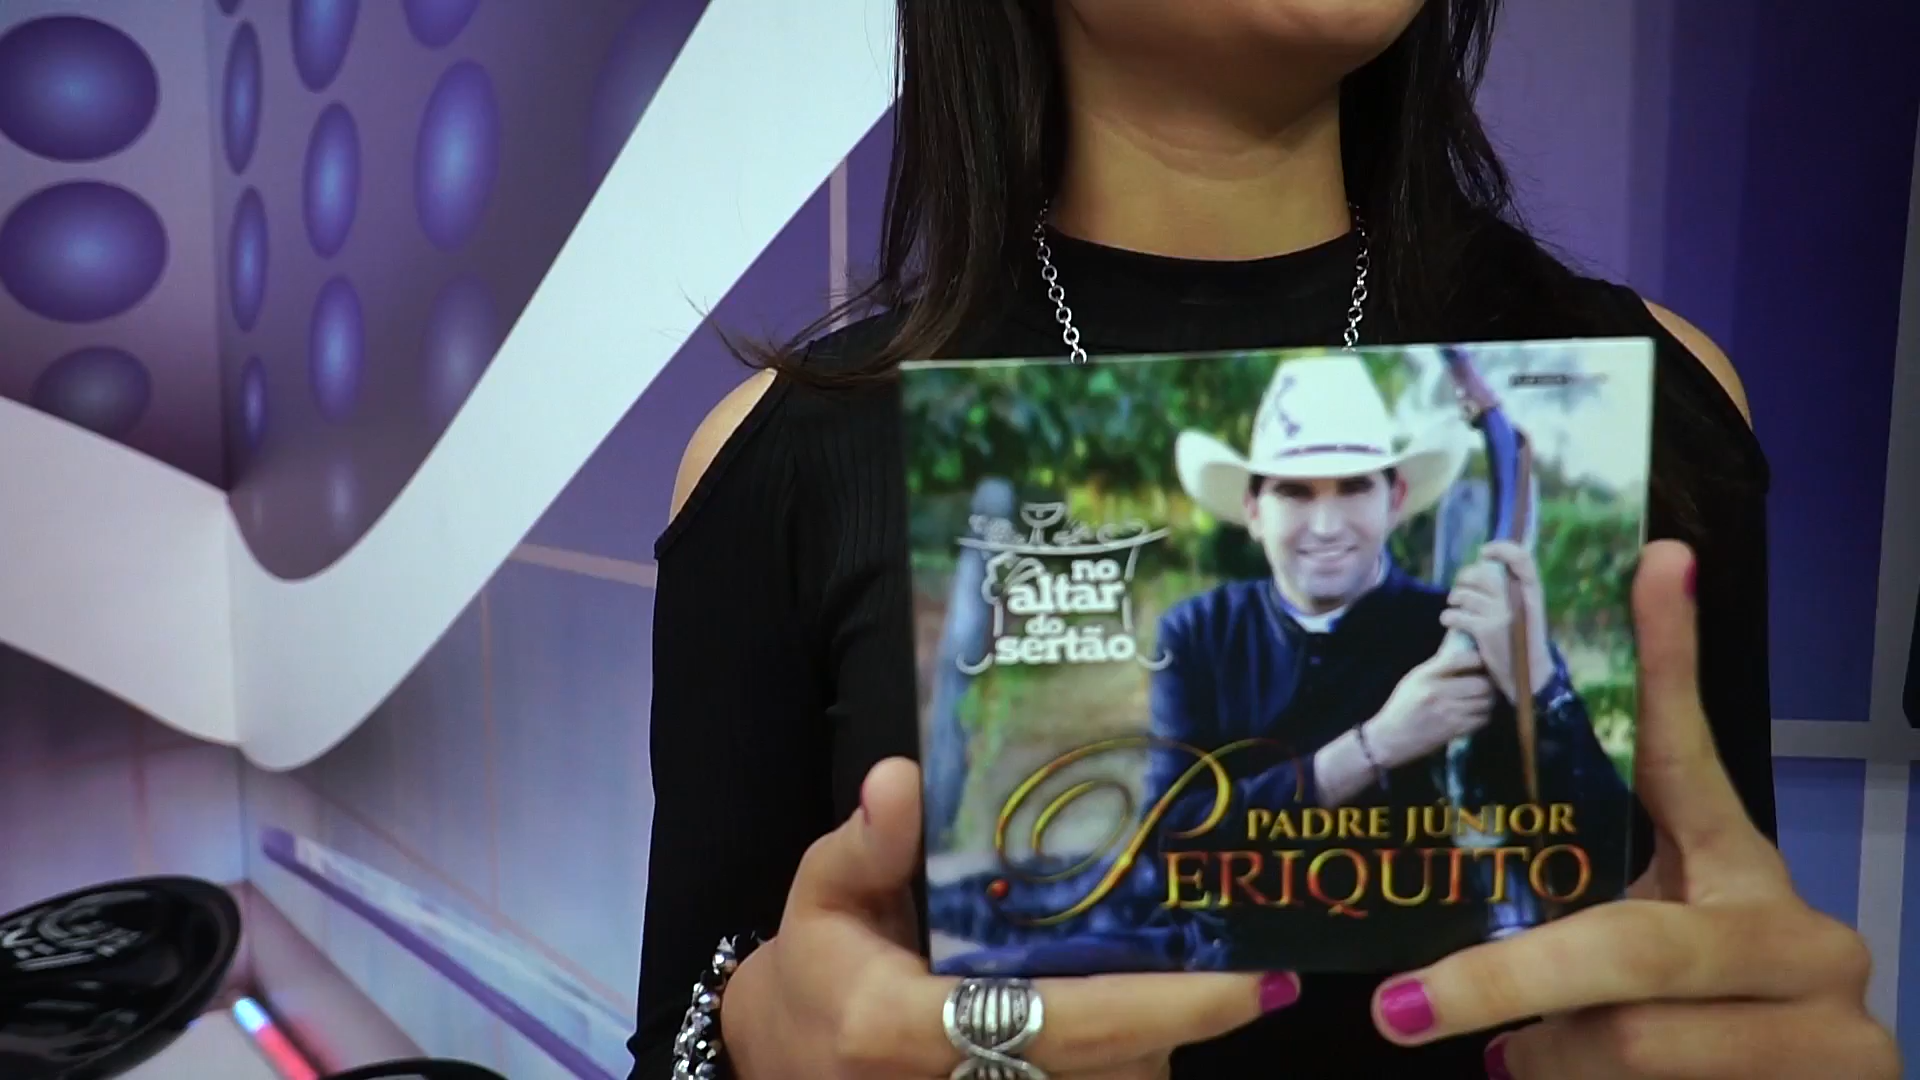 no
altar
do
sertão
PADRE JÚNIOR
PERIQUITO